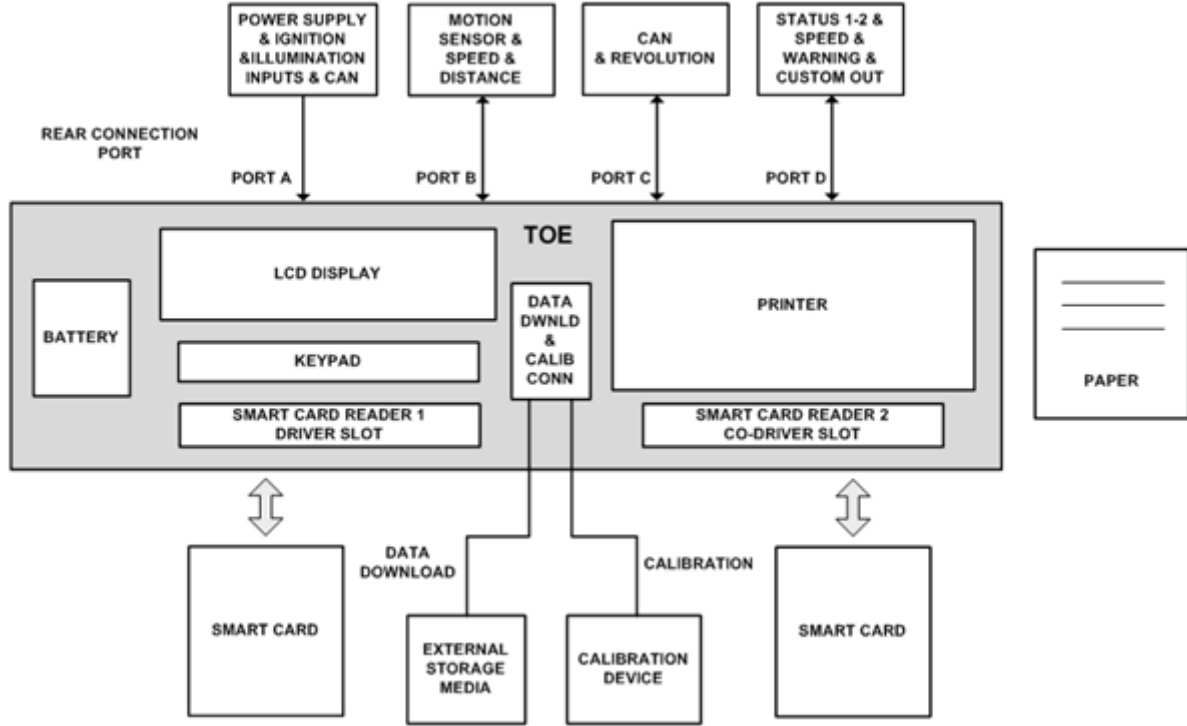 POWER SUPPLY
& IGNITION
&ILLUMINATION
INPUTS & CAN
MOTION
SENSOR &
SPEED &
DISTANCE
CAN
& REVOLUTION
STATUS 1-2 &
SPEED &
WARNING &
CUSTOM OUT
REAR CONNECTION
PORT
PORT A
PORT B
PORT C
PORT D
TOE
LCD DISPLAY
BATTERY
KEYPAD
SMART CARD READER 1
DRIVER SLOT
DATA
DWNLD
&
CALIB
CONN
PRINTER
SMART CARD READER 2
CO-DRIVER SLOT
PAPER
DATA
DOWNLOAD
CALIBRATION
SMART CARD
EXTERNAL
STORAGE
MEDIA
CALIBRATION
DEVICE
SMART CARD